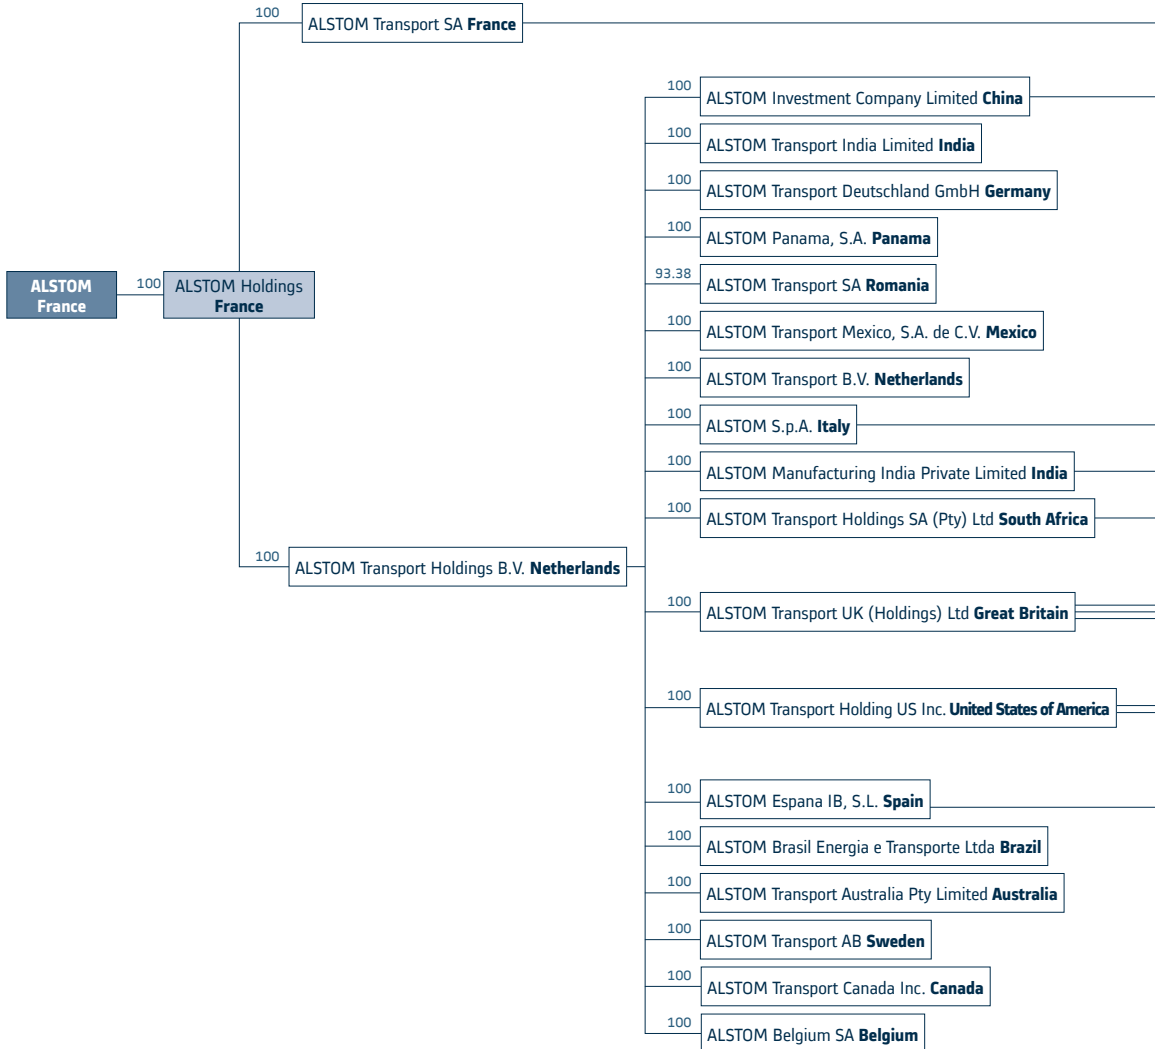 100
ALSTOM Transport SA France
100
ALSTOM Investment Company Limited China
100
ALSTOM Transport India Limited India
100
ALSTOM Transport Deutschland GmbH Germany
100
ALSTOM Panama, S.A. Panama
93.38
ALSTOM Transport SA Romania
ALSTOM
France
100
ALSTOM Holdings
France
100
ALSTOM Transport Mexico, S.A. de C.V. Mexico
100
ALSTOM Transport B.V. Netherlands
100
ALSTOM S.p.A. Italy
100
ALSTOM Manufacturing India Private Limited India
100
ALSTOM Transport Holdings SA (Pty) Ltd South Africa
100
ALSTOM Transport Holdings B.V. Netherlands
100
ALSTOM Transport UK (Holdings) Ltd Great Britain
100
ALSTOM Transport Holding US Inc. United States of America
100
ALSTOM Espana IB, S.L. Spain
100
ALSTOM Brasil Energia e Transporte Ltda Brazil
100
ALSTOM Transport Australia Pty Limited Australia
100
ALSTOM Transport AB Sweden
100
ALSTOM Transport Canada Inc. Canada
100
ALSTOM Belgium SA Belgium